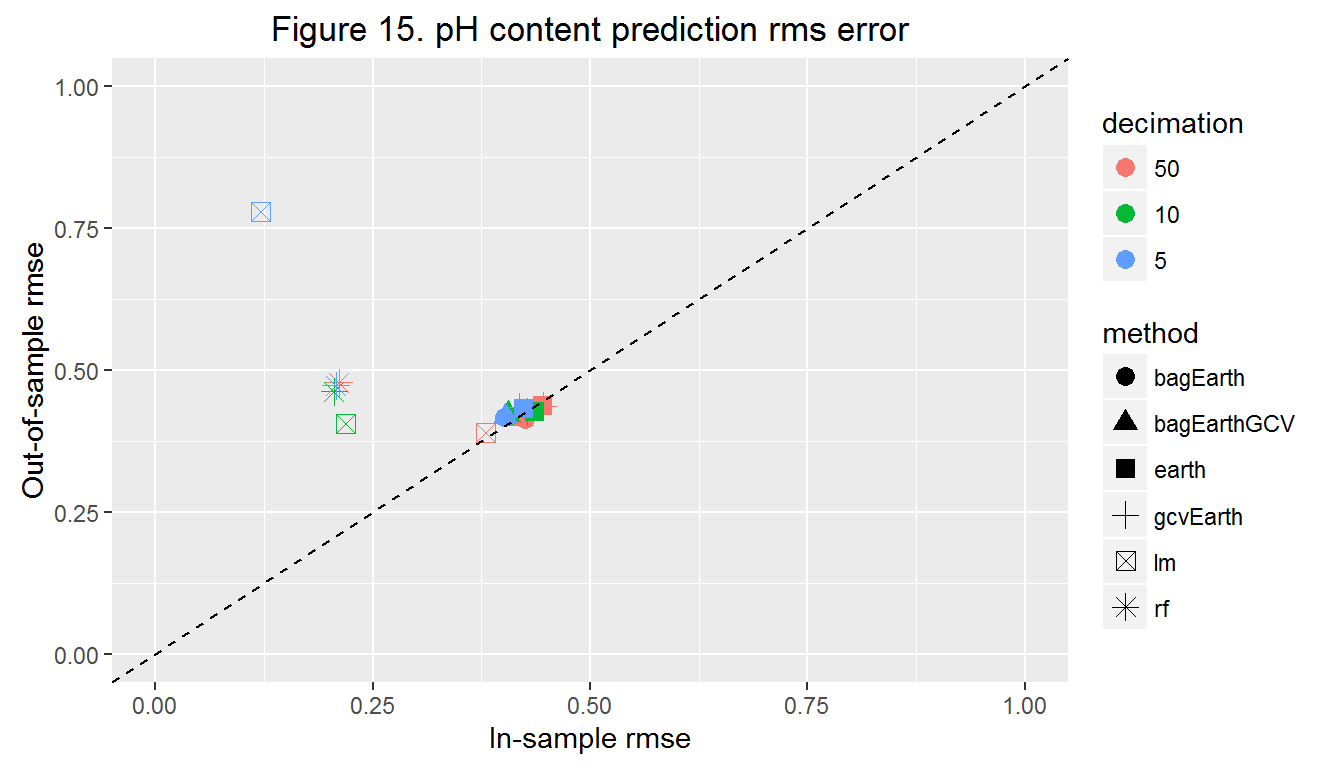 Figure 15. pH content prediction rms error
1.00
0.75
0.50
0.25
0.00
Out-of-sample rmse
0.00 0.25 0.50 0.75 1.00
In-sample rmse
decimation
50
10
5
method
bagEarth
bagEarthGCV
earth
gcvEarth
lm
rf